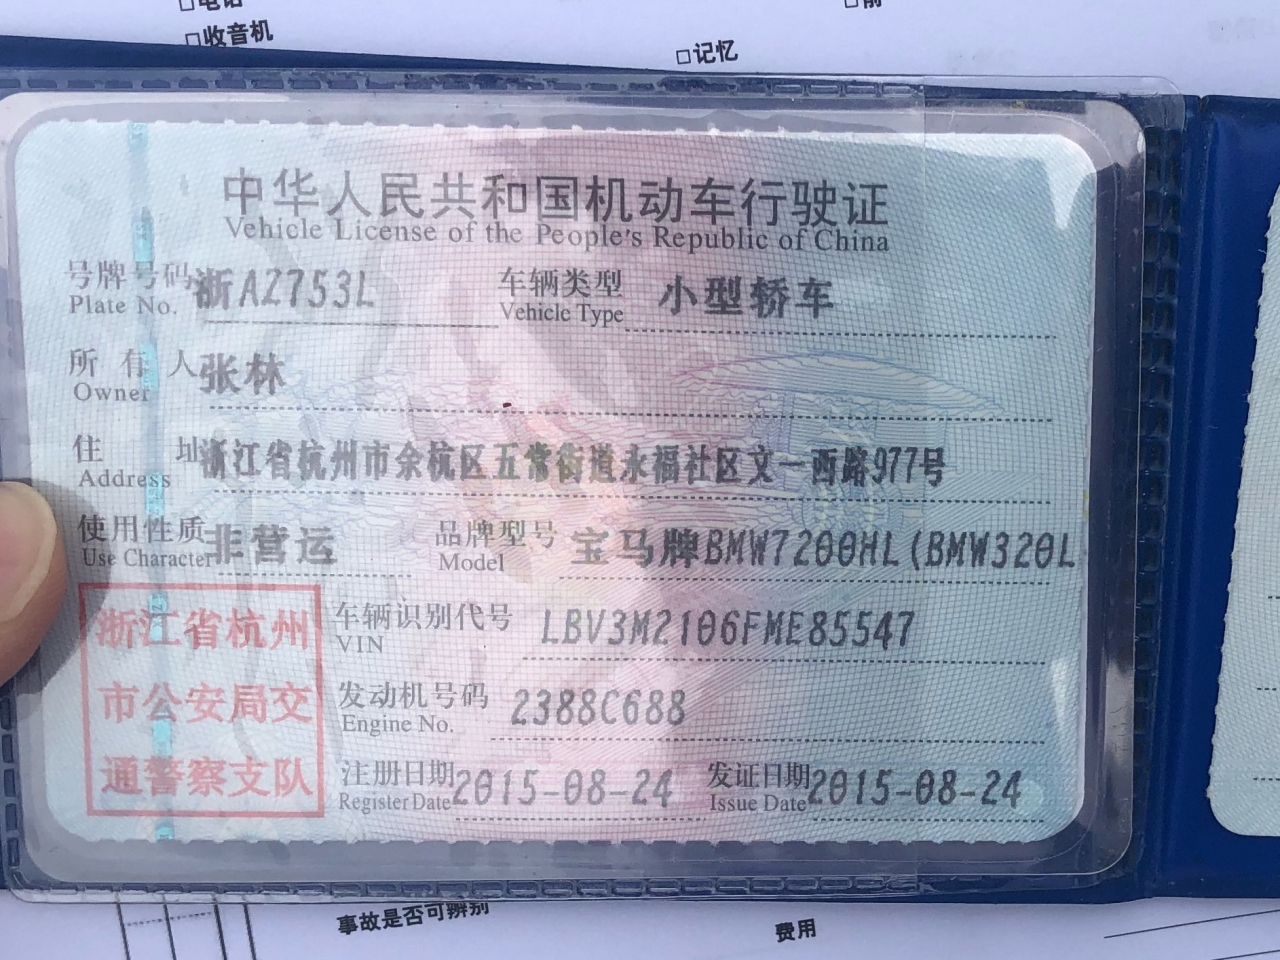 □电话
□前
□收音机
□记忆
中华人民共和国机动车行驶证
Vehicle License of the People's Republic of China
号牌号码 浙AZ753L 车辆类型 小型轿车
Plate No. Vehicle Type
所有人 张林
Owner
住址 浙江省杭州市余杭区五常街道永福社区文一西路977号
Address
使用性质 非营运 品牌型号 宝马牌BMW7200HL(BMW320L
Use Character Model
浙江省杭州
市公安局交
通警察支队
车辆识别代号 LBV3M2106FME85547
VIN
发动机号码 2388C688
Engine No.
注册日期 2015-08-24 发证日期 2015-08-24
Register Date Issue Date
事故是否可辨别
费用